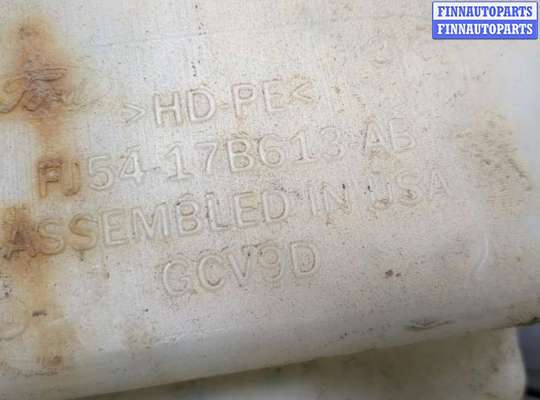 FINNAUTOPARTS
FINNAUTOPARTS
Ford >HD-PE<
FJ54-17B613-AB
ASSEMBLED IN USA
GCV9D